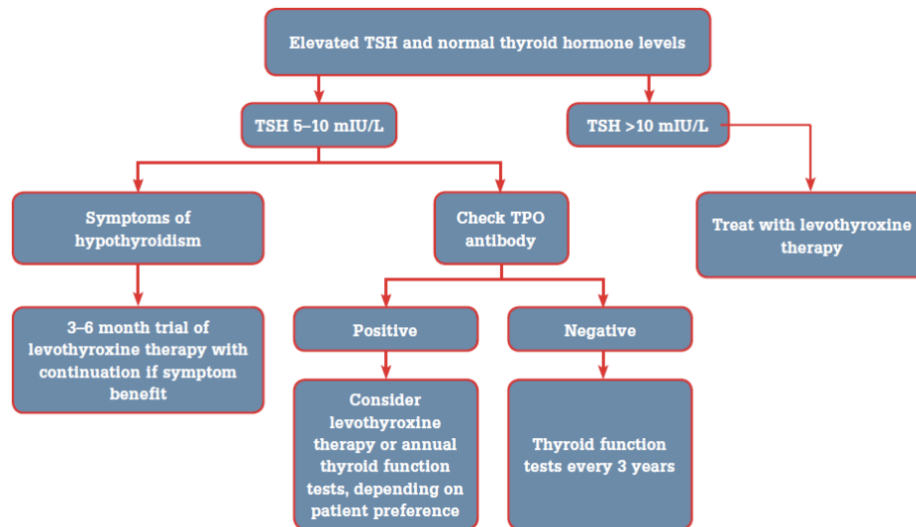 Elevated TSH and normal thyroid hormone levels
TSH 5–10 mIU/L
TSH >10 mIU/L
Symptoms of
hypothyroidism
Check TPO
antibody
Treat with levothyroxine
therapy
3–6 month trial of
levothyroxine therapy with
continuation if symptom
benefit
Positive
Negative
Consider
levothyroxine
therapy or annual
thyroid function
tests, depending on
patient preference
Thyroid function
tests every 3 years